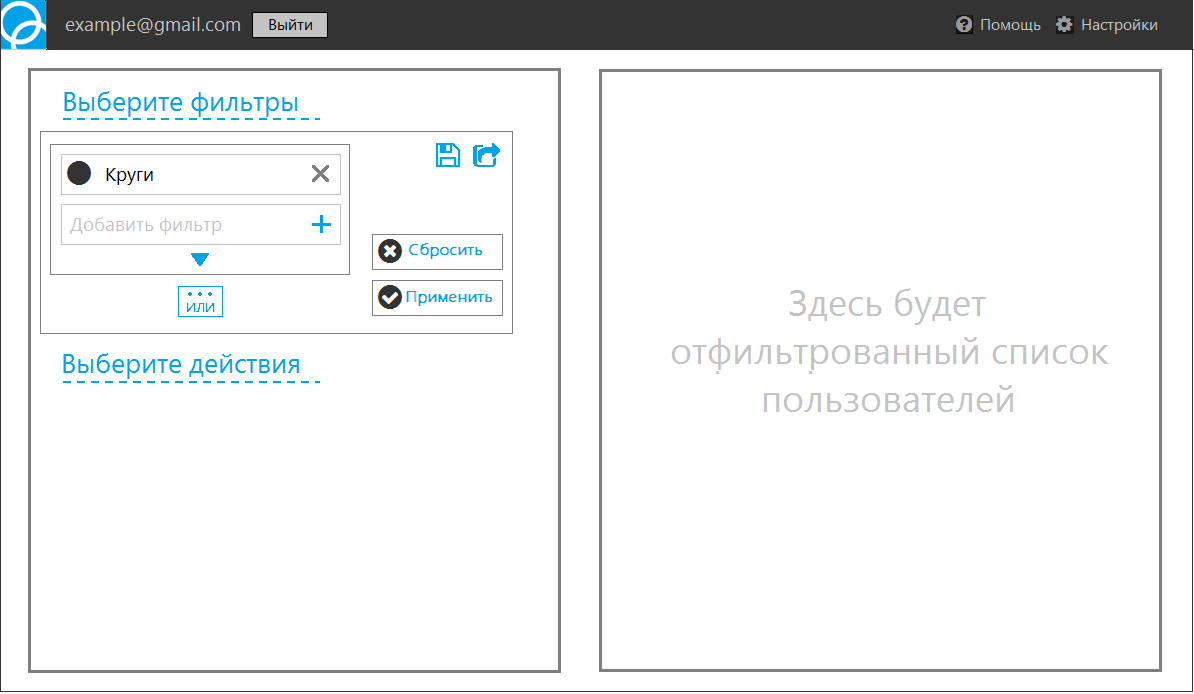 example@gmail.com Выйти ? Помощь Настройки
Выберите фильтры
Круги
Добавить фильтр
Сбросить
ИЛИ
Применить
Выберите действия
Здесь будет
отфильтрованный список
пользователей